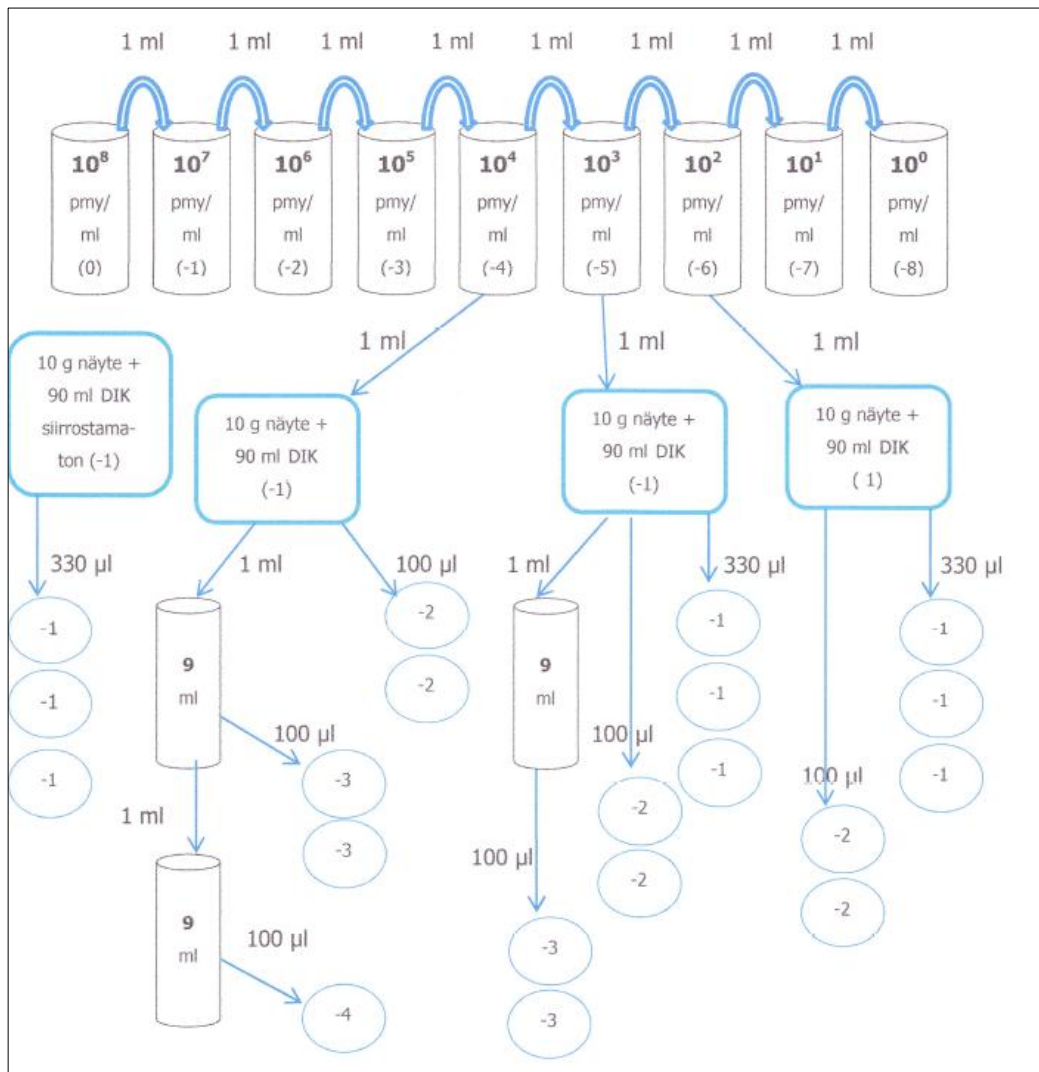 1 ml 1 ml 1 ml 1 ml 1 ml 1 ml 1 ml 1 ml
10⁸ 10⁷ 10⁶ 10⁵ 10⁴ 10³ 10² 10¹ 10⁰
pmy/ pmy/ pmy/ pmy/ pmy/ pmy/ pmy/ pmy/ pmy/
ml ml ml ml ml ml ml ml ml
(0) (-1) (-2) (-3) (-4) (-5) (-6) (-7) (-8)
1 ml 1 ml 1 ml
10 g näyte +
90 ml DIK
siirrostama-
ton (-1)
10 g näyte +
90 ml DIK
(-1)
10 g näyte +
90 ml DIK
(-1)
10 g näyte +
90 ml DIK
( 1)
330 µl
-1
-1
-1
1 ml
9
ml
100 µl
-2
-2
100 µl
-3
-3
1 ml
9
ml
100 µl
-4
1 ml
9
ml
100 µl
-3
-3
100 µl
-2
-2
330 µl
-1
-1
-1
100 µl
-2
-2
330 µl
-1
-1
-1